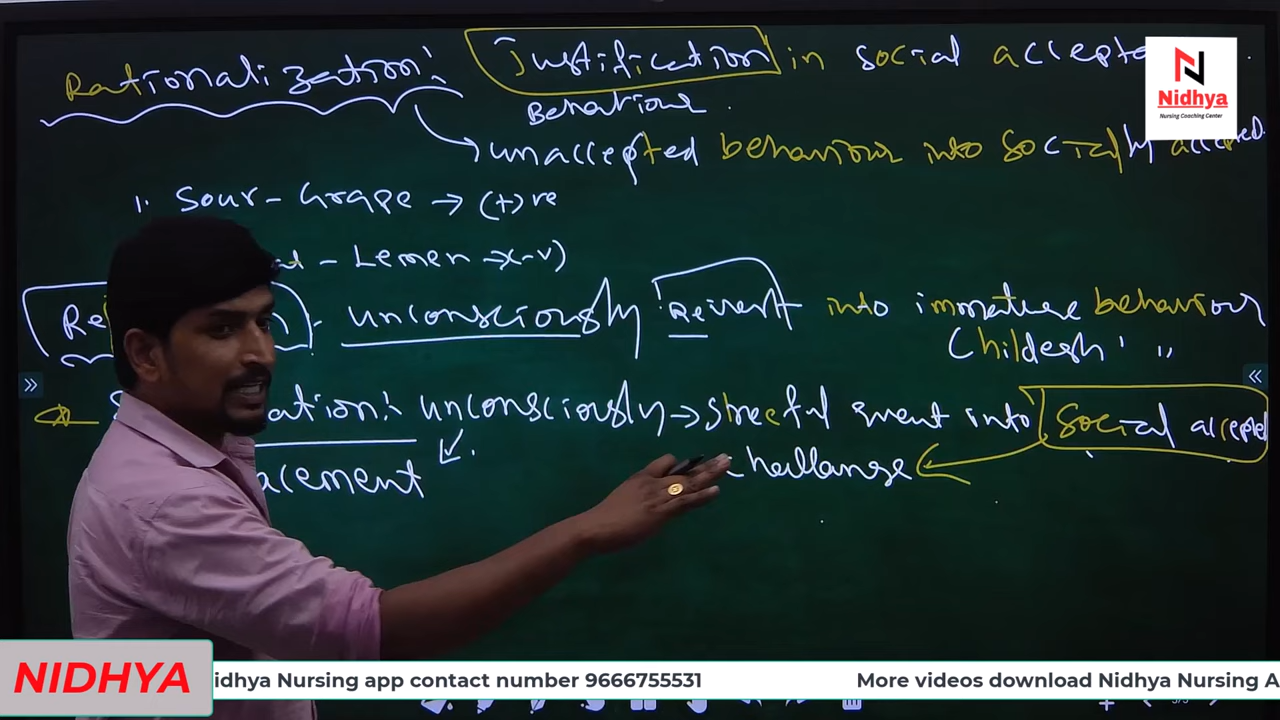 Rationalization: Justification in social accepta
Behaviour.
→ unaccepted behaviour into socially accepted.
1. Sour-Grape → (+)ve
- Lemen → (-v)
unconsciously Revert into immature behaviour
Childesh' "
ation: unconsciously → stressful event into Social accepted
acement challange
N
Nidhya
Nursing Coaching Center
NIDHYA
idhya Nursing app contact number 9666755531 More videos download Nidhya Nursing A